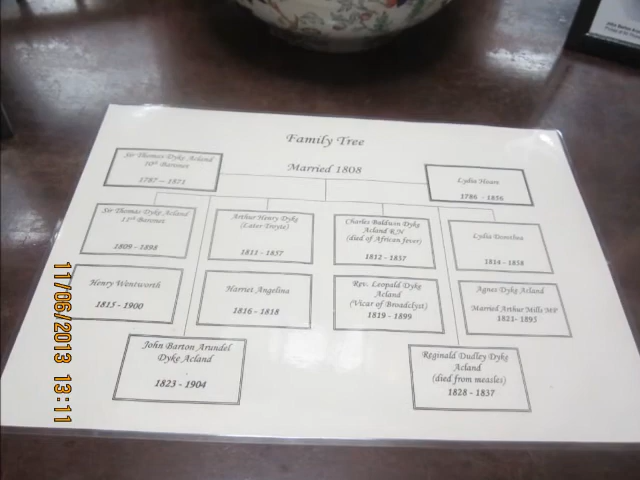 Family Tree
Sir Thomas Dyke Acland
10th Baronet
1787 - 1871
Married 1808
Lydia Hoare
1786 - 1856
Sir Thomas Dyke Acland
11th Baronet
1809 - 1898
Arthur Henry Dyke
(Later Troyte)
1811 - 1857
Charles Baldwin Dyke
Acland R.N
(died of African fever)
1812 - 1837
Lydia Dorothea
1814 - 1858
Henry Wentworth
1815 - 1900
Harriet Angelina
1816 - 1818
Rev. Leopold Dyke
Acland
(Vicar of Broadclyst)
1819 - 1899
Agnes Dyke Acland
Married Arthur Mills MP
1821- 1895
John Barton Arundel
Dyke Acland
1823 - 1904
Reginald Dudley Dyke
Acland
(died from measles)
1828 - 1837
11/06/2013 13:11